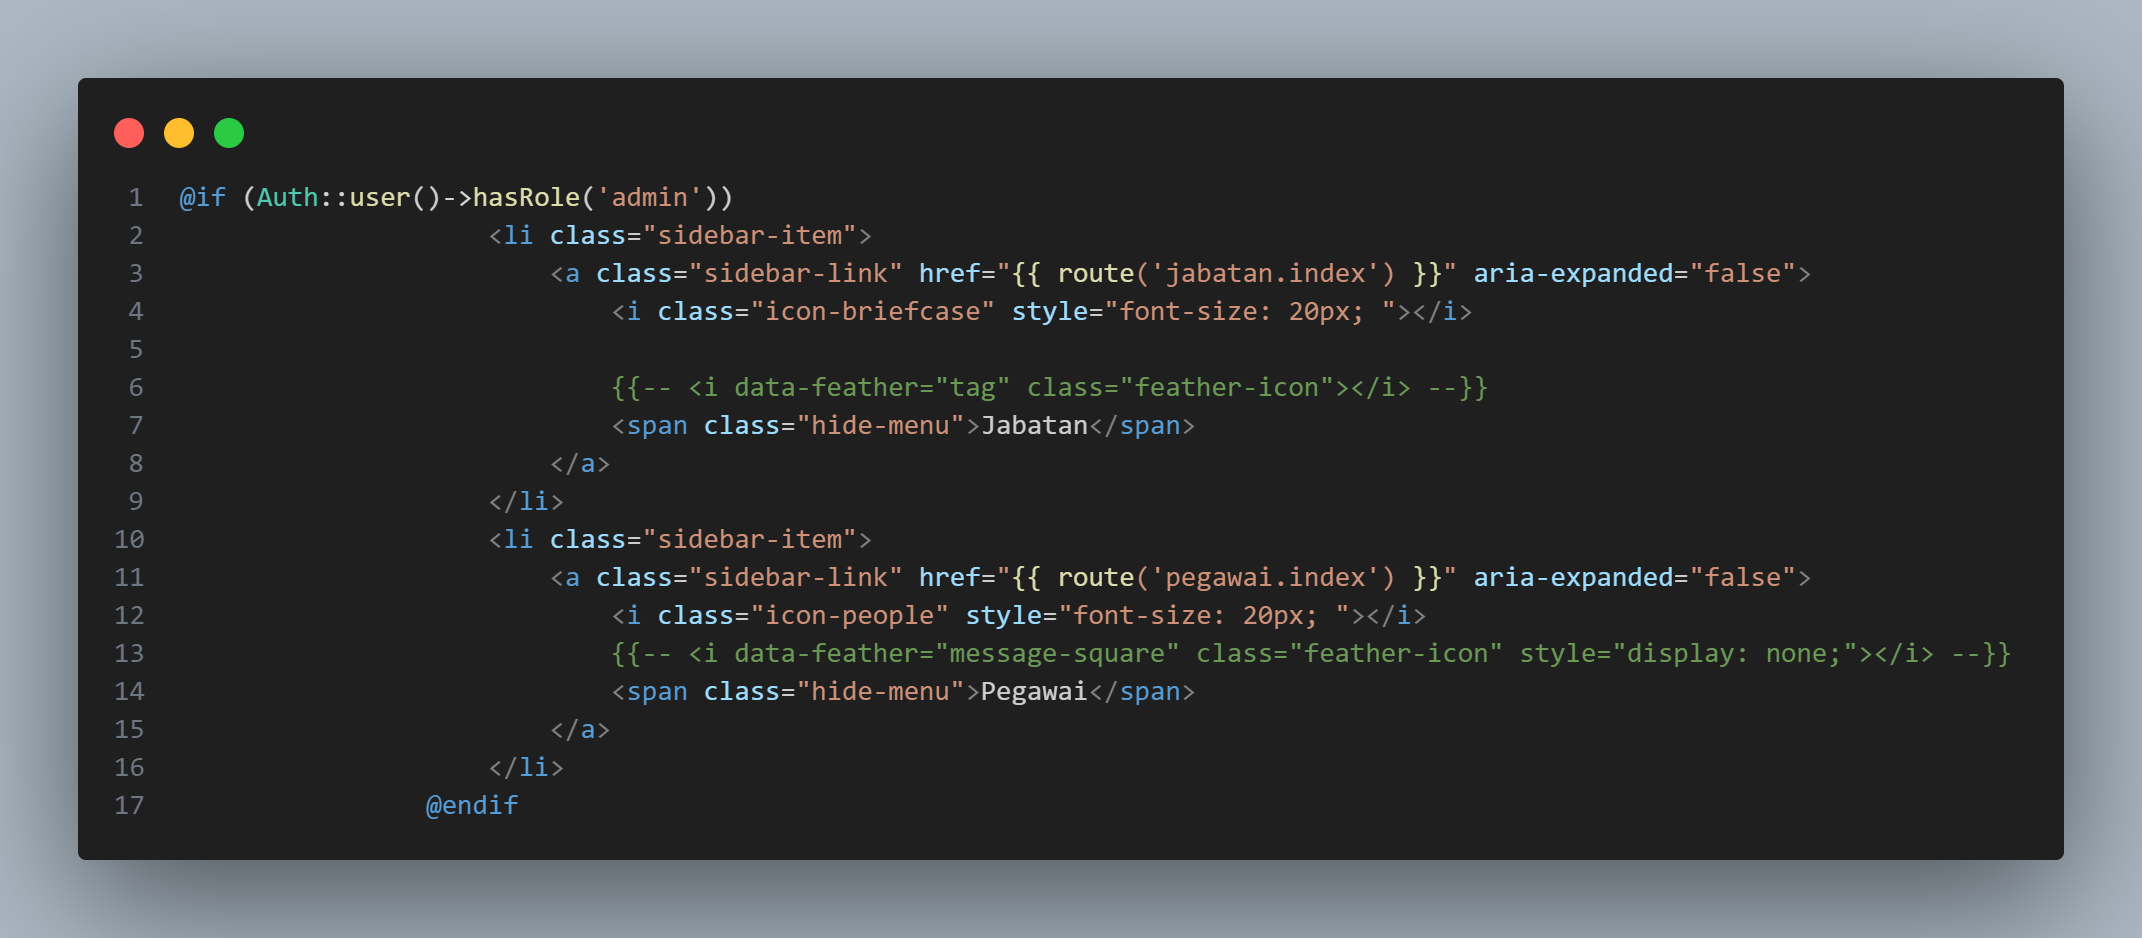 1 @if (Auth::user()->hasRole('admin'))
2 <li class="sidebar-item">
3 <a class="sidebar-link" href="{{ route('jabatan.index') }}" aria-expanded="false">
4 <i class="icon-briefcase" style="font-size: 20px; "></i>
5
6 {{-- <i data-feather="tag" class="feather-icon"></i> --}}
7 <span class="hide-menu">Jabatan</span>
8 </a>
9 </li>
10 <li class="sidebar-item">
11 <a class="sidebar-link" href="{{ route('pegawai.index') }}" aria-expanded="false">
12 <i class="icon-people" style="font-size: 20px; "></i>
13 {{-- <i data-feather="message-square" class="feather-icon" style="display: none;"></i> --}}
14 <span class="hide-menu">Pegawai</span>
15 </a>
16 </li>
17 @endif